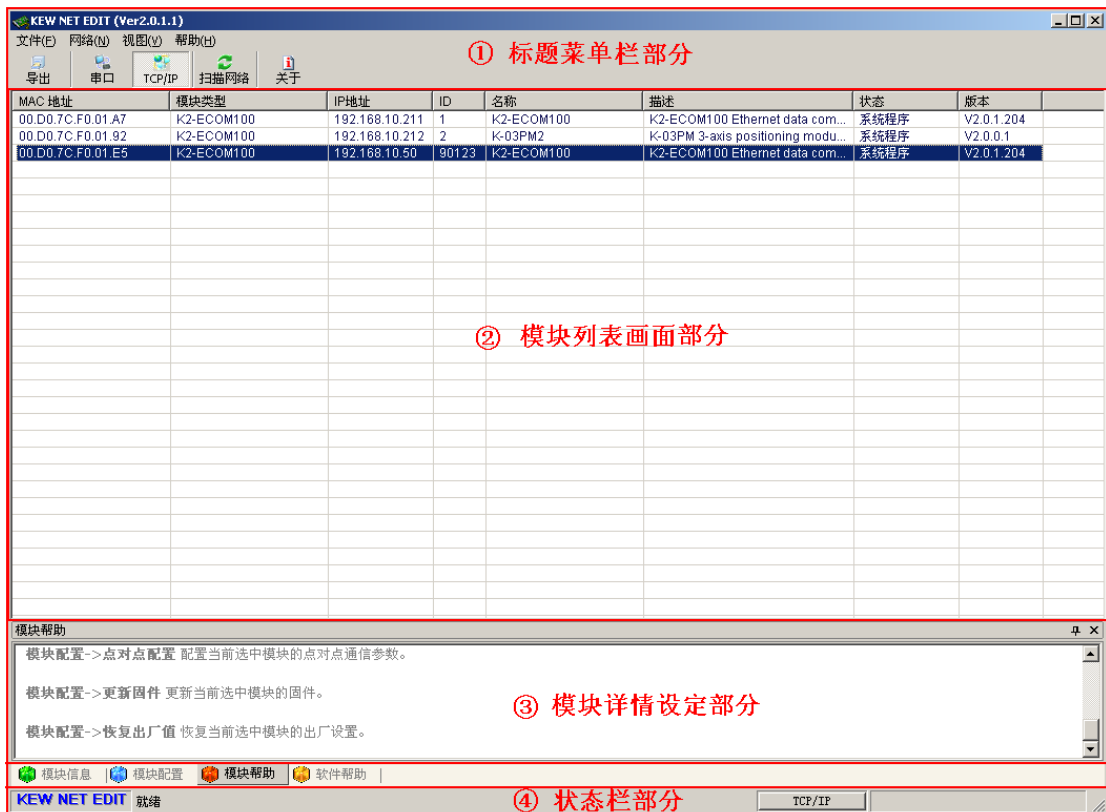 KEW NET EDIT (Ver2.0.1.1)
文件(F) 网络(N) 视图(V) 帮助(H)
① 标题菜单栏部分
导出 串口 TCP/IP 扫描网络 关于
MAC 地址 模块类型 IP地址 ID 名称 描述 状态 版本
00.D0.7C.F0.01.A7 K2-ECOM100 192.168.10.211 1 K2-ECOM100 K2-ECOM100 Ethernet data com... 系统程序 V2.0.1.204
00.D0.7C.F0.01.92 K2-ECOM100 192.168.10.212 2 K-03PM2 K-03PM 3-axis positioning modu... 系统程序 V2.0.0.1
00.D0.7C.F0.01.E5 K2-ECOM100 192.168.10.50 90123 K2-ECOM100 K2-ECOM100 Ethernet data com... 系统程序 V2.0.1.204
② 模块列表画面部分
模块帮助
模块配置->点对点配置 配置当前选中模块的点对点通信参数。
模块配置->更新固件 更新当前选中模块的固件。
③ 模块详情设定部分
模块配置->恢复出厂值 恢复当前选中模块的出厂设置。
模块信息 | 模块配置 模块帮助 软件帮助 |
KEW NET EDIT 就绪 ④ 状态栏部分 TCP/IP